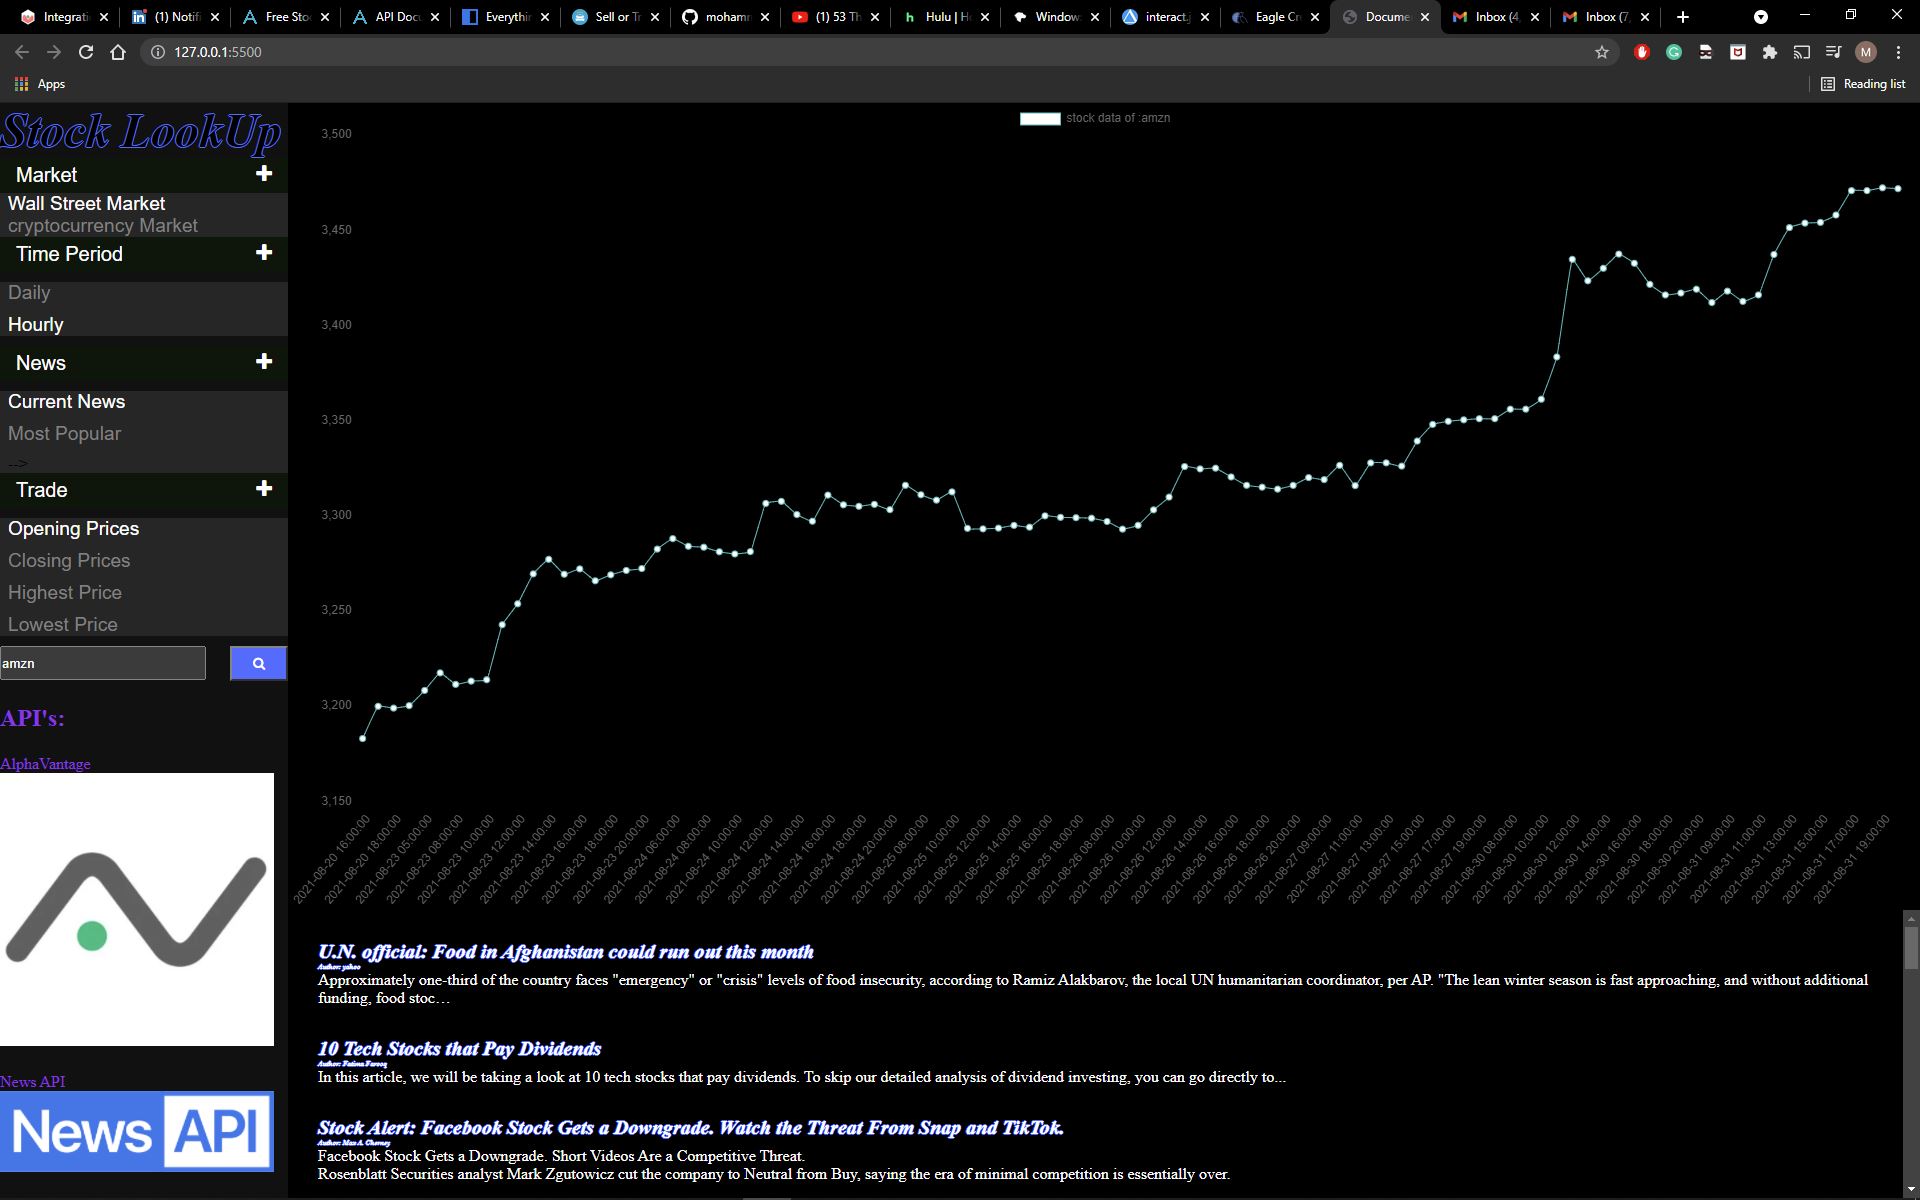 Integrati
(1) Notifi
Free Sto
API Docu
Everythin
Sell or Tr
mohamm
(1) 53 Th
Hulu | H
Window
interact.j
Eagle Cr
Docume
Inbox (4,
Inbox (7,
127.0.0.1:5500
M
Apps
Reading list
Stock LookUp
Market
Wall Street Market
cryptocurrency Market
Time Period
Daily
Hourly
News
Current News
Most Popular
-->
Trade
Opening Prices
Closing Prices
Highest Price
Lowest Price
amzn
API's:
AlphaVantage
News API
News API
stock data of :amzn
3,500
3,450
3,400
3,350
3,300
3,250
3,200
3,150
2021-08-20 16:00:00
2021-08-20 18:00:00
2021-08-23 05:00:00
2021-08-23 08:00:00
2021-08-23 10:00:00
2021-08-23 12:00:00
2021-08-23 14:00:00
2021-08-23 16:00:00
2021-08-23 18:00:00
2021-08-23 20:00:00
2021-08-24 06:00:00
2021-08-24 08:00:00
2021-08-24 10:00:00
2021-08-24 12:00:00
2021-08-24 14:00:00
2021-08-24 16:00:00
2021-08-24 18:00:00
2021-08-24 20:00:00
2021-08-25 08:00:00
2021-08-25 10:00:00
2021-08-25 12:00:00
2021-08-25 14:00:00
2021-08-25 16:00:00
2021-08-25 18:00:00
2021-08-26 08:00:00
2021-08-26 10:00:00
2021-08-26 12:00:00
2021-08-26 14:00:00
2021-08-26 16:00:00
2021-08-26 18:00:00
2021-08-26 20:00:00
2021-08-27 09:00:00
2021-08-27 11:00:00
2021-08-27 13:00:00
2021-08-27 15:00:00
2021-08-27 17:00:00
2021-08-27 19:00:00
2021-08-30 08:00:00
2021-08-30 10:00:00
2021-08-30 12:00:00
2021-08-30 14:00:00
2021-08-30 16:00:00
2021-08-30 18:00:00
2021-08-30 20:00:00
2021-08-31 09:00:00
2021-08-31 11:00:00
2021-08-31 13:00:00
2021-08-31 15:00:00
2021-08-31 17:00:00
2021-08-31 19:00:00
U.N. official: Food in Afghanistan could run out this month
Author: yahoo
Approximately one-third of the country faces "emergency" or "crisis" levels of food insecurity, according to Ramiz Alakbarov, the local UN humanitarian coordinator, per AP. "The lean winter season is fast approaching, and without additional
funding, food stoc…
10 Tech Stocks that Pay Dividends
Author: Fatima Farooq
In this article, we will be taking a look at 10 tech stocks that pay dividends. To skip our detailed analysis of dividend investing, you can go directly to...
Stock Alert: Facebook Stock Gets a Downgrade. Watch the Threat From Snap and TikTok.
Author: Max A. Cherney
Facebook Stock Gets a Downgrade. Short Videos Are a Competitive Threat.
Rosenblatt Securities analyst Mark Zgutowicz cut the company to Neutral from Buy, saying the era of minimal competition is essentially over.